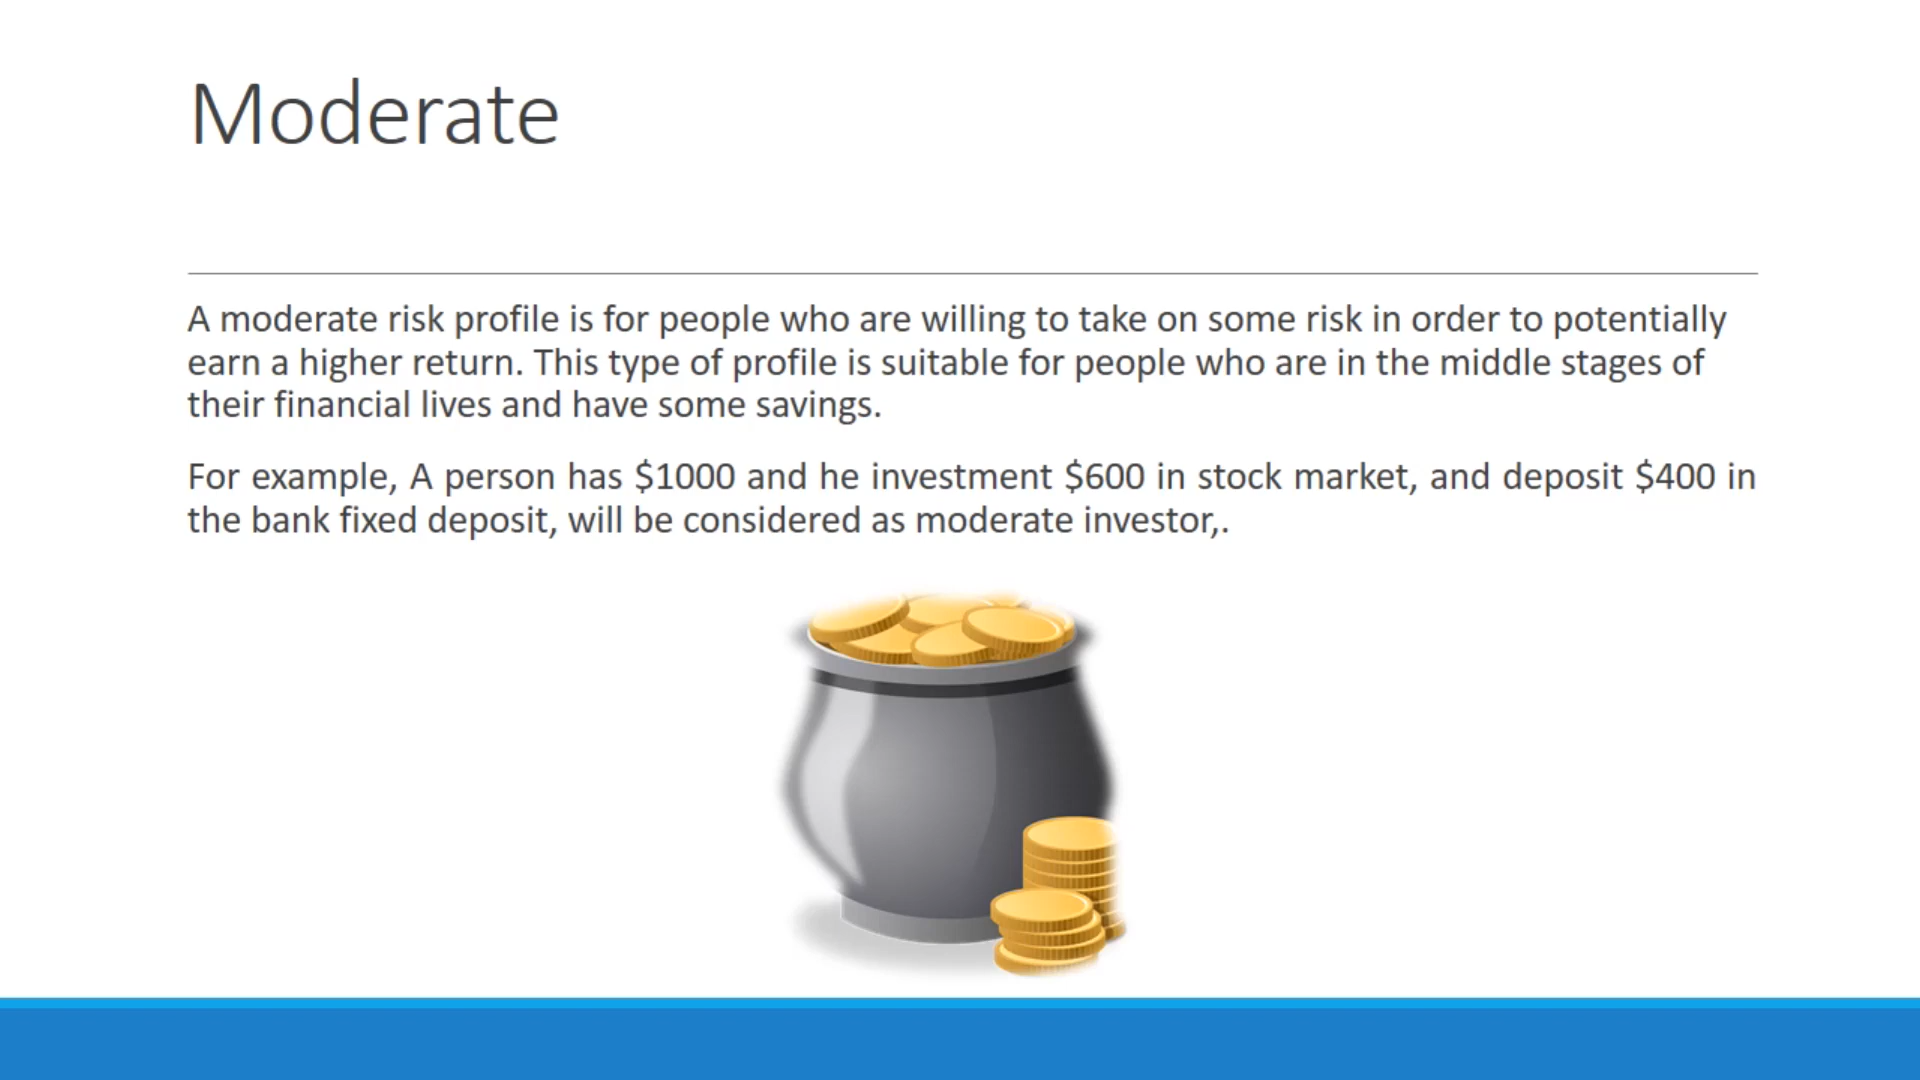 Moderate
A moderate risk profile is for people who are willing to take on some risk in order to potentially
earn a higher return. This type of profile is suitable for people who are in the middle stages of
their financial lives and have some savings.
For example, A person has $1000 and he investment $600 in stock market, and deposit $400 in
the bank fixed deposit, will be considered as moderate investor,.